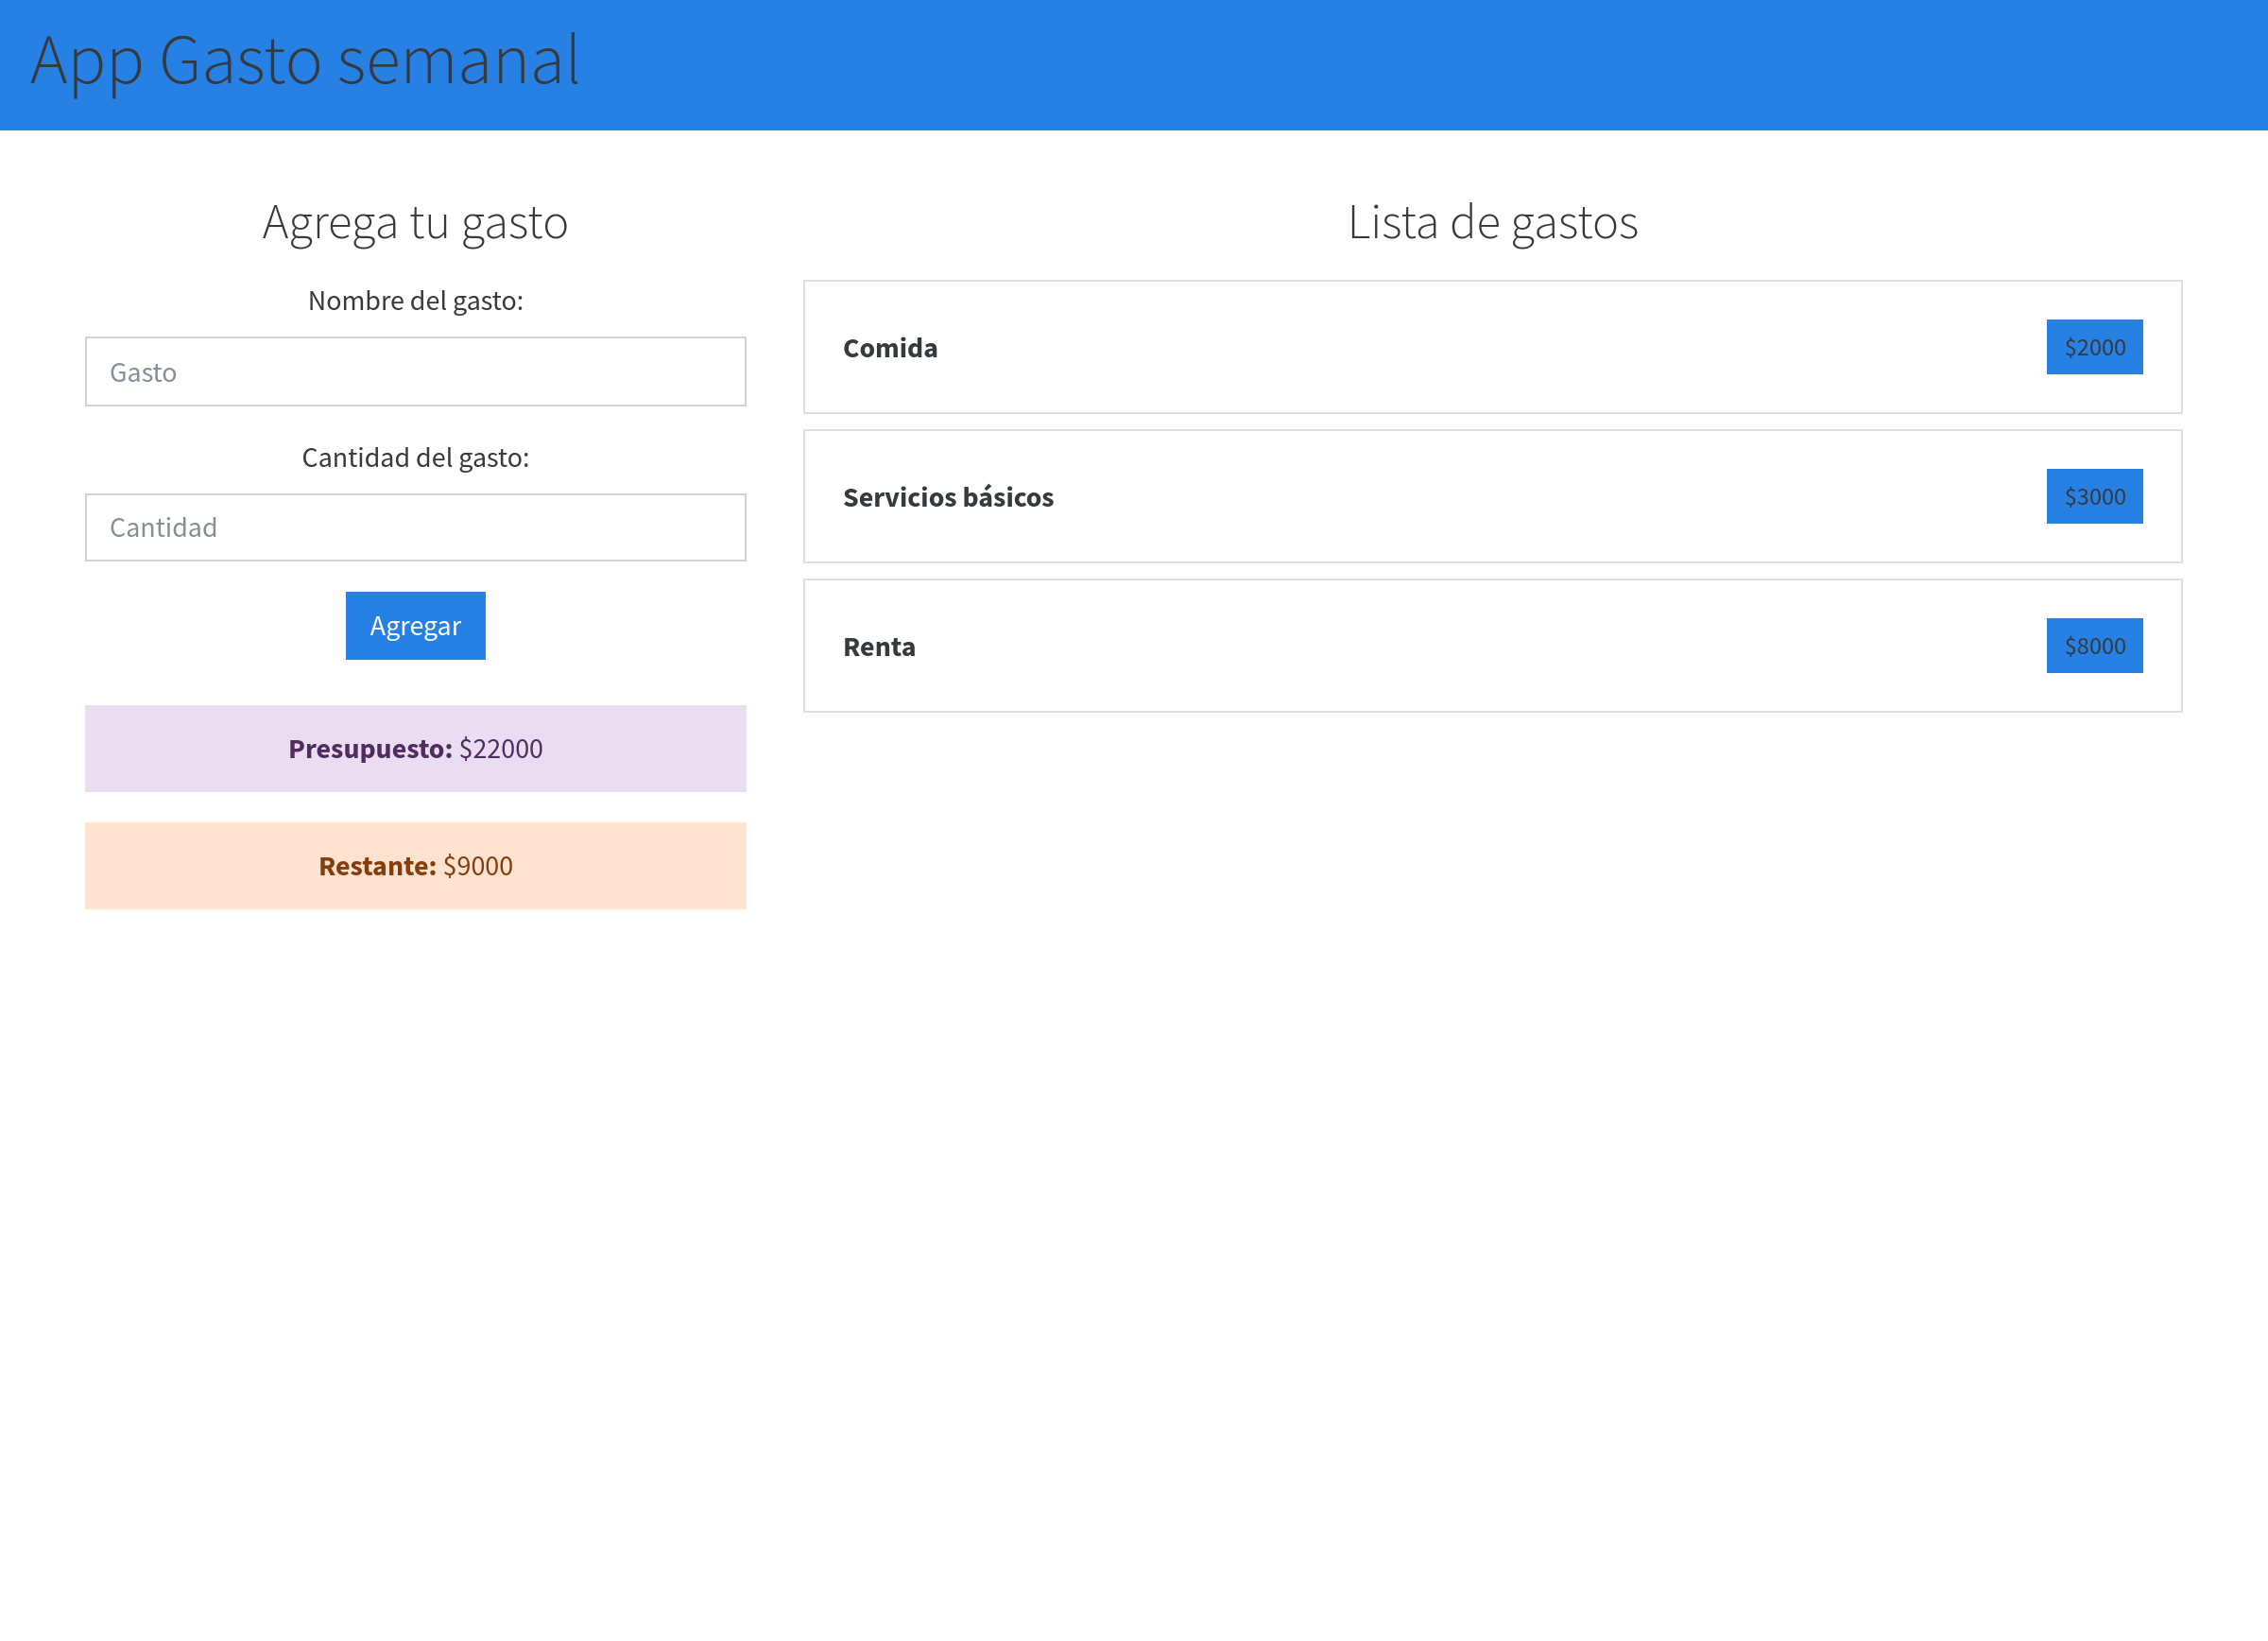 App Gasto semanal
Agrega tu gasto
Nombre del gasto:
Gasto
Cantidad del gasto:
Cantidad
Agregar
Presupuesto: $22000
Restante: $9000
Lista de gastos
Comida $2000
Servicios básicos $3000
Renta $8000